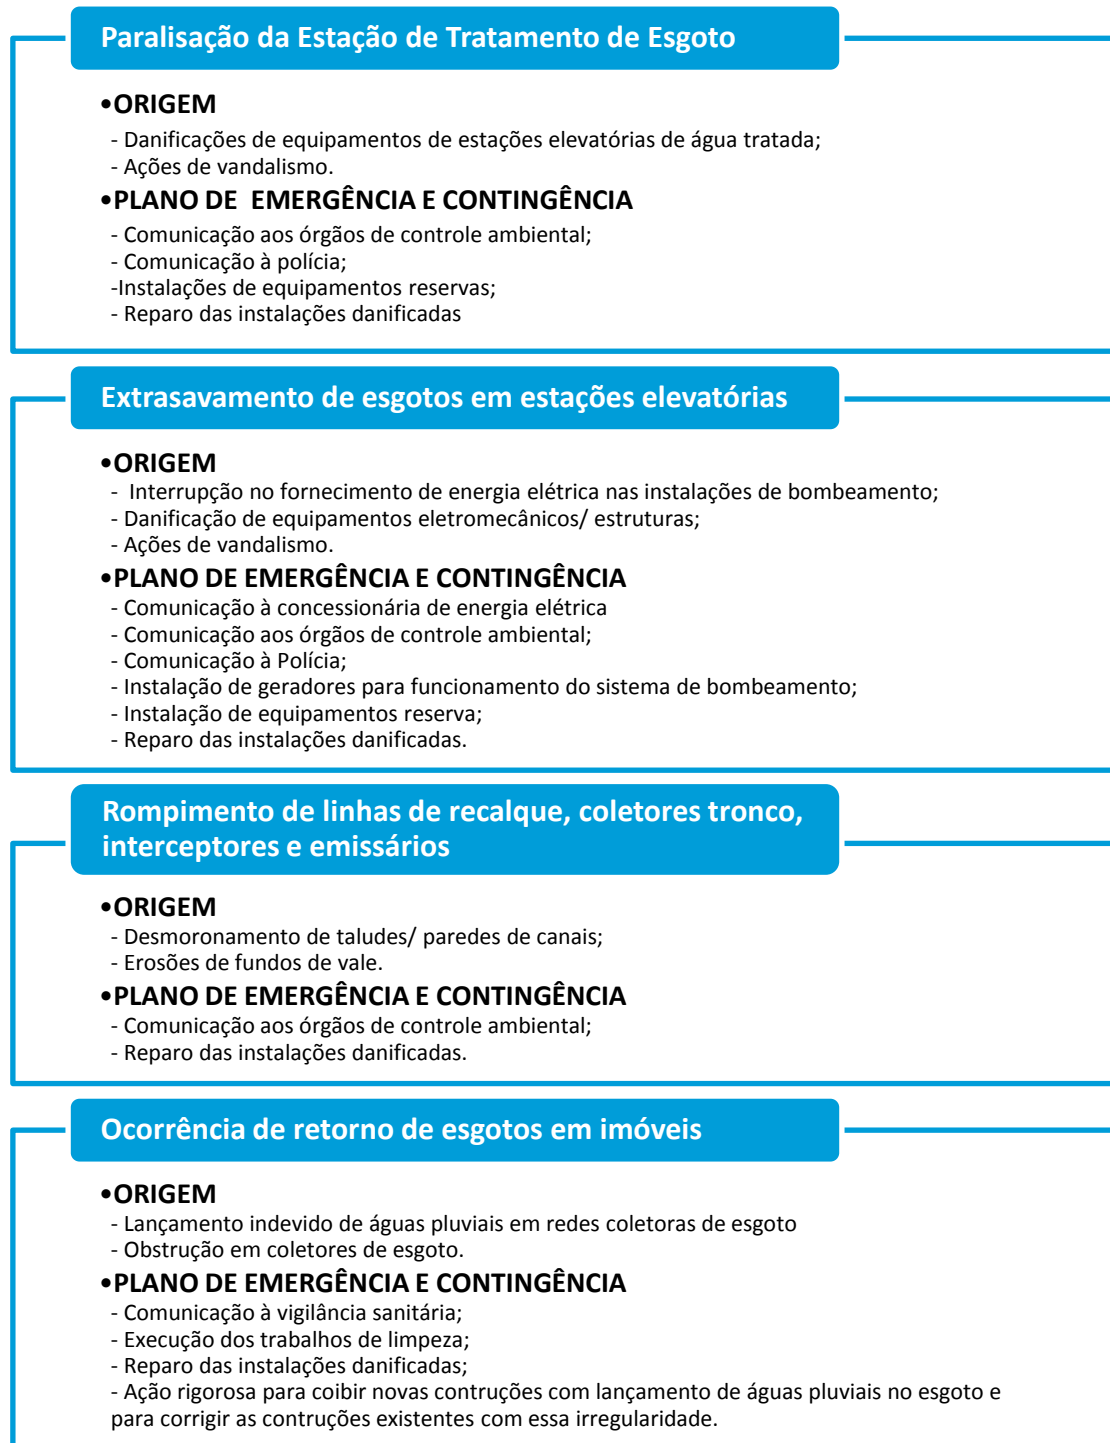 Paralisação da Estação de Tratamento de Esgoto
•ORIGEM
- Danificações de equipamentos de estações elevatórias de água tratada;
- Ações de vandalismo.
•PLANO DE EMERGÊNCIA E CONTINGÊNCIA
- Comunicação aos órgãos de controle ambiental;
- Comunicação à polícia;
-Instalações de equipamentos reservas;
- Reparo das instalações danificadas
Extrasavamento de esgotos em estações elevatórias
•ORIGEM
- Interrupção no fornecimento de energia elétrica nas instalações de bombeamento;
- Danificação de equipamentos eletromecânicos/ estruturas;
- Ações de vandalismo.
•PLANO DE EMERGÊNCIA E CONTINGÊNCIA
- Comunicação à concessionária de energia elétrica
- Comunicação aos órgãos de controle ambiental;
- Comunicação à Polícia;
- Instalação de geradores para funcionamento do sistema de bombeamento;
- Instalação de equipamentos reserva;
- Reparo das instalações danificadas.
Rompimento de linhas de recalque, coletores tronco,
interceptores e emissários
•ORIGEM
- Desmoronamento de taludes/ paredes de canais;
- Erosões de fundos de vale.
•PLANO DE EMERGÊNCIA E CONTINGÊNCIA
- Comunicação aos órgãos de controle ambiental;
- Reparo das instalações danificadas.
Ocorrência de retorno de esgotos em imóveis
•ORIGEM
- Lançamento indevido de águas pluviais em redes coletoras de esgoto
- Obstrução em coletores de esgoto.
•PLANO DE EMERGÊNCIA E CONTINGÊNCIA
- Comunicação à vigilância sanitária;
- Execução dos trabalhos de limpeza;
- Reparo das instalações danificadas;
- Ação rigorosa para coibir novas contruções com lançamento de águas pluviais no esgoto e
para corrigir as contruções existentes com essa irregularidade.